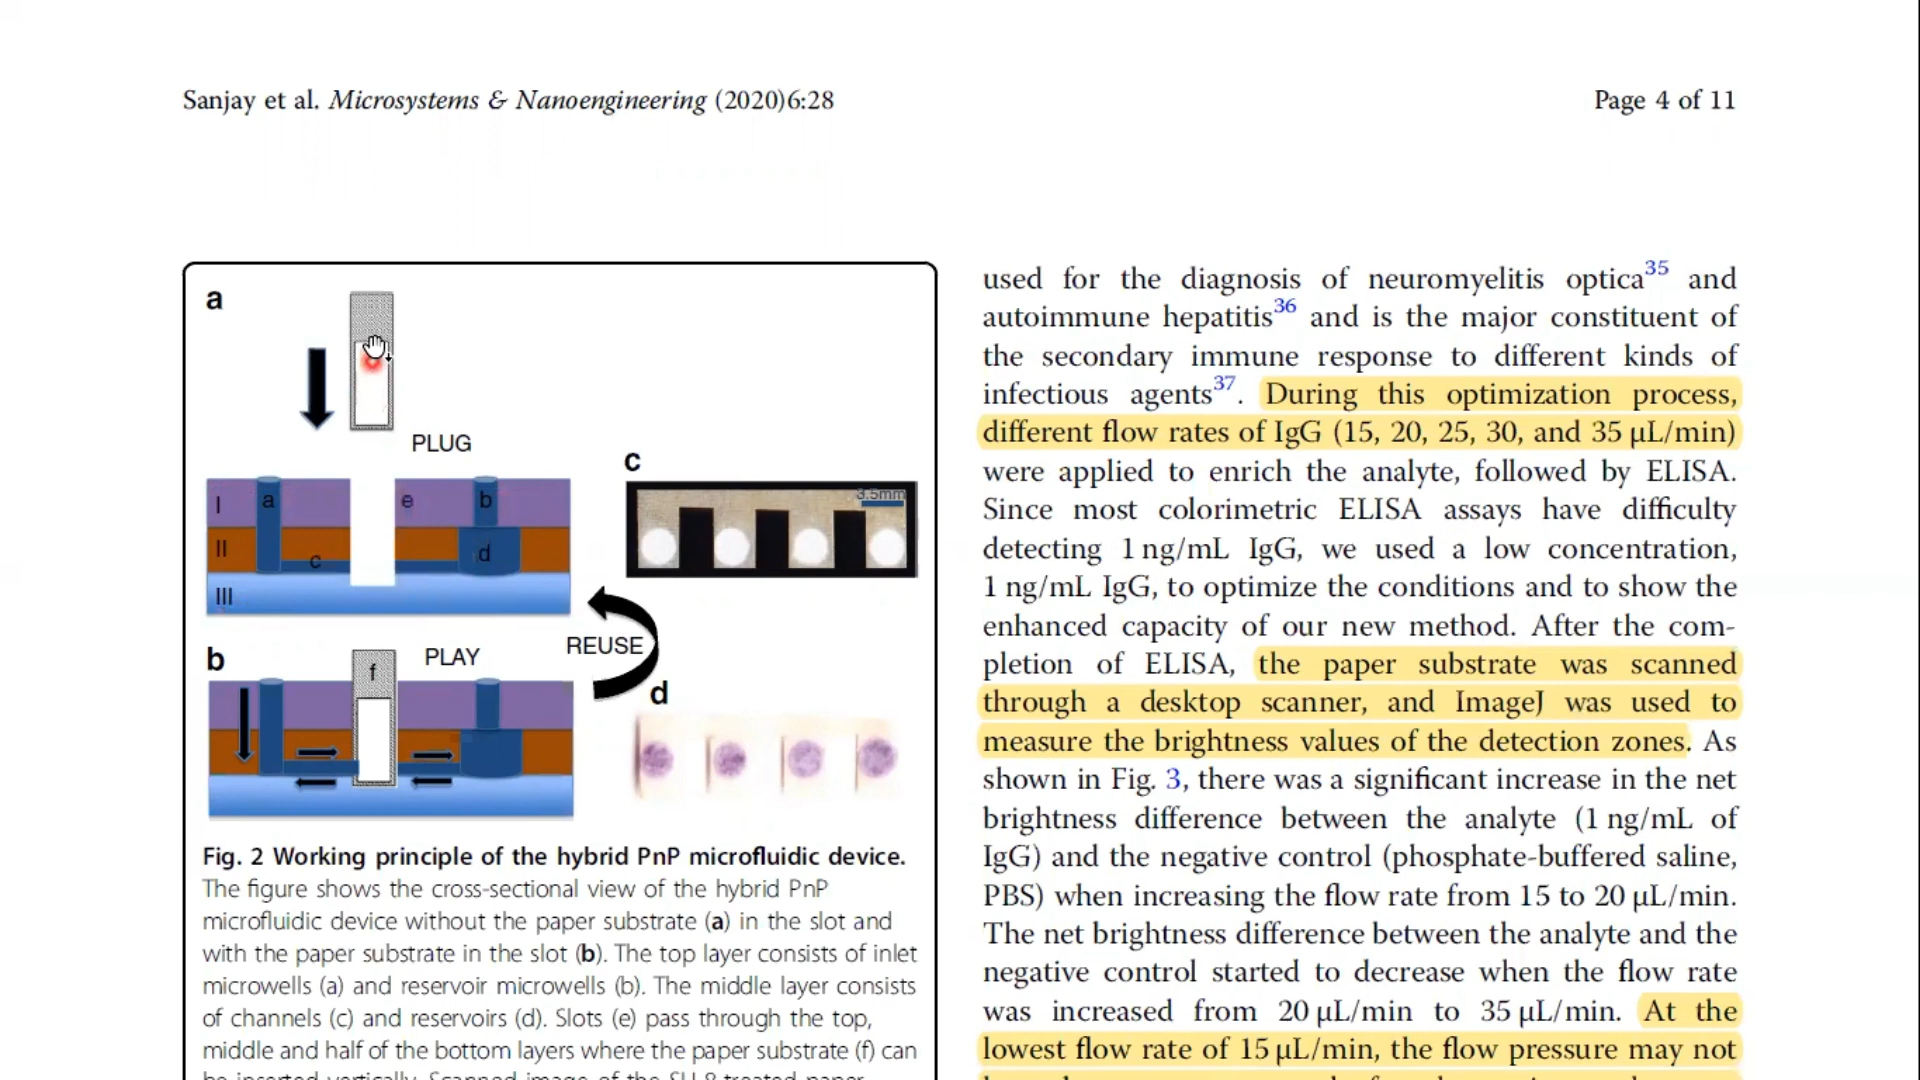 Sanjay et al. Microsystems & Nanoengineering (2020)6:28
Page 4 of 11
a
PLUG
I
a
e
b
II
c
d
III
c
3.5mm
REUSE
b
f
PLAY
d
Fig. 2 Working principle of the hybrid PnP microfluidic device.
The figure shows the cross-sectional view of the hybrid PnP
microfluidic device without the paper substrate (a) in the slot and
with the paper substrate in the slot (b). The top layer consists of inlet
microwells (a) and reservoir microwells (b). The middle layer consists
of channels (c) and reservoirs (d). Slots (e) pass through the top,
middle and half of the bottom layers where the paper substrate (f) can
be inserted vertically. Scanned image of the SU-8-treated paper
used for the diagnosis of neuromyelitis optica35 and
autoimmune hepatitis36 and is the major constituent of
the secondary immune response to different kinds of
infectious agents37. During this optimization process,
different flow rates of IgG (15, 20, 25, 30, and 35 μL/min)
were applied to enrich the analyte, followed by ELISA.
Since most colorimetric ELISA assays have difficulty
detecting 1 ng/mL IgG, we used a low concentration,
1 ng/mL IgG, to optimize the conditions and to show the
enhanced capacity of our new method. After the com-
pletion of ELISA, the paper substrate was scanned
through a desktop scanner, and ImageJ was used to
measure the brightness values of the detection zones. As
shown in Fig. 3, there was a significant increase in the net
brightness difference between the analyte (1 ng/mL of
IgG) and the negative control (phosphate-buffered saline,
PBS) when increasing the flow rate from 15 to 20 μL/min.
The net brightness difference between the analyte and the
negative control started to decrease when the flow rate
was increased from 20 μL/min to 35 μL/min. At the
lowest flow rate of 15 μL/min, the flow pressure may not